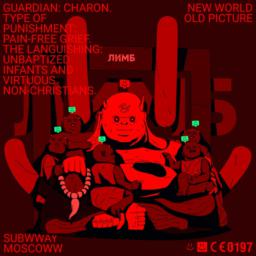 GUARDIAN: CHARON.
TYPE OF
PUNISHMENT:
PAIN-FREE GRIEF.
THE LANGUISHING:
UNBAPTIZED
INFANTS AND
VIRTUOUS
NON-CHRISTIANS.
NEW WORLD
OLD PICTURE
ЛИМБ
SUBWWAY
MOSCOWW
CE0197